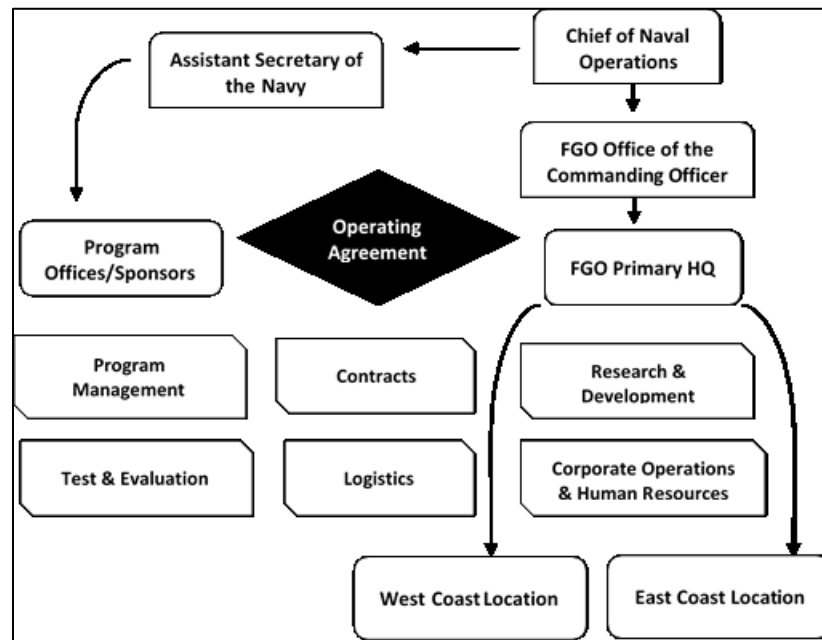 Chief of Naval
Operations
Assistant Secretary of
the Navy
FGO Office of the
Commanding Officer
Operating
Agreement
Program
Offices/Sponsors
FGO Primary HQ
Program
Management
Contracts
Research &
Development
Test & Evaluation
Logistics
Corporate Operations
& Human Resources
West Coast Location
East Coast Location